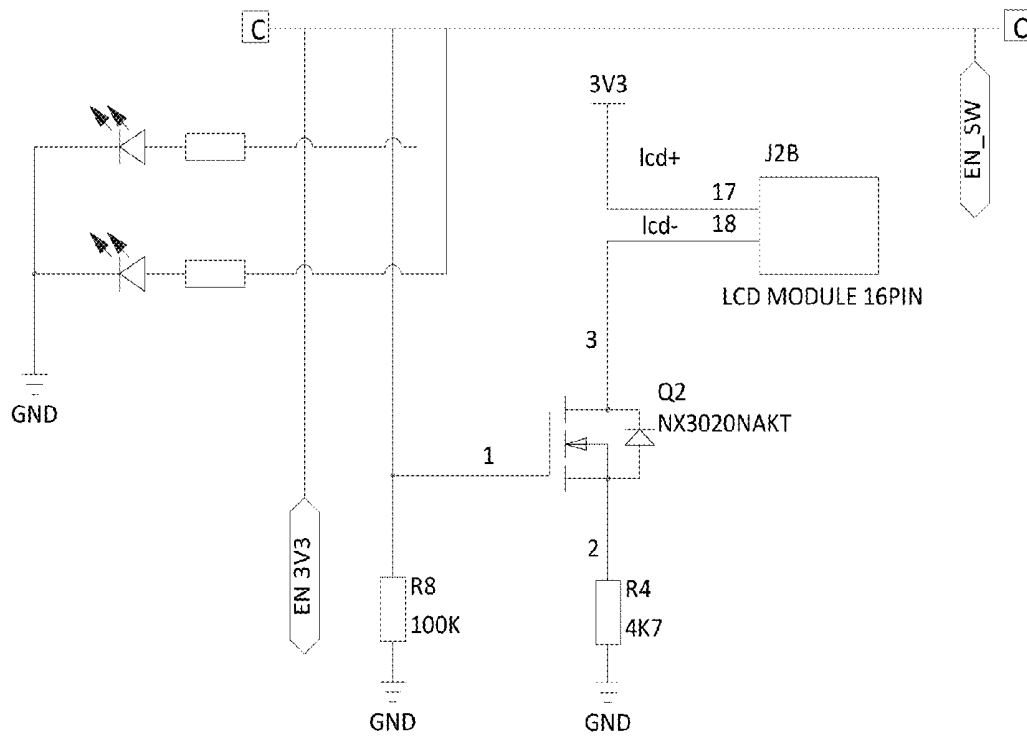 C
C
3V3
EN_SW
lcd+
J2B
17
lcd-
18
LCD MODULE 16PIN
3
GND
Q2
NX3020NAKT
1
EN 3V3
2
R8
100K
R4
4K7
GND
GND